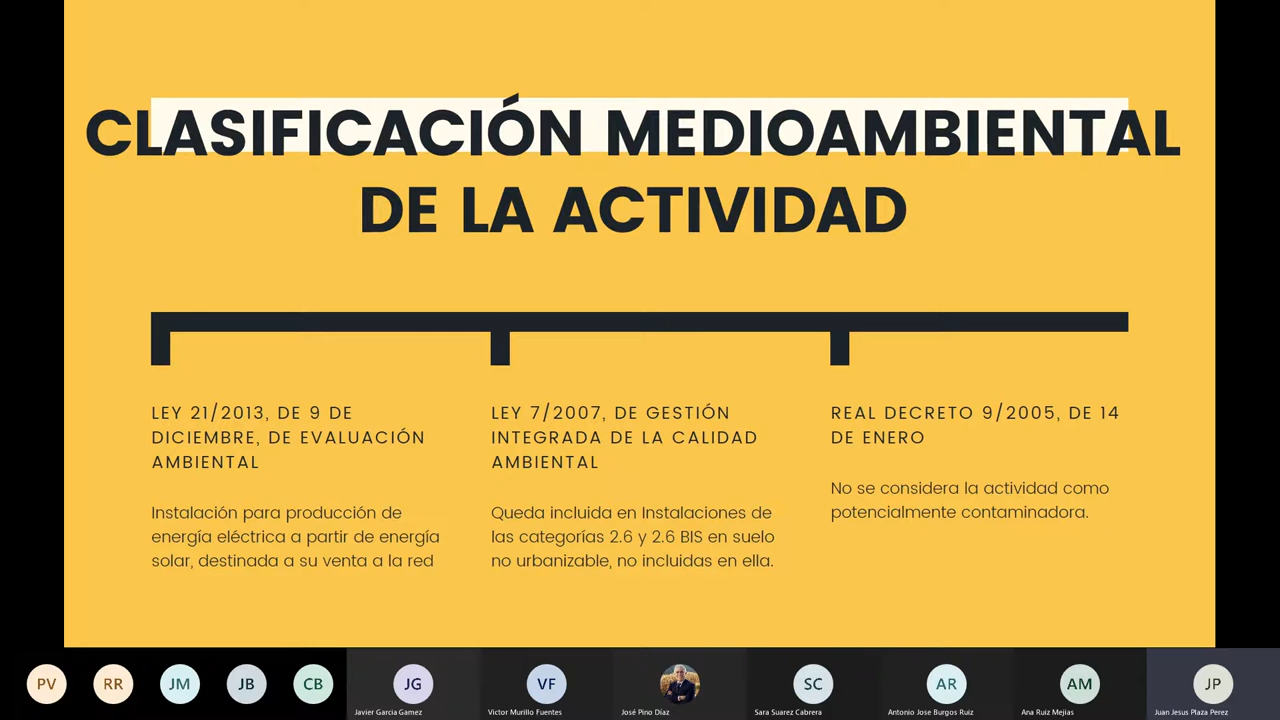 CLASIFICACIÓN MEDIOAMBIENTAL
DE LA ACTIVIDAD
LEY 21/2013, DE 9 DE
DICIEMBRE, DE EVALUACIÓN
AMBIENTAL
Instalación para producción de
energía eléctrica a partir de energía
solar, destinada a su venta a la red
LEY 7/2007, DE GESTIÓN
INTEGRADA DE LA CALIDAD
AMBIENTAL
Queda incluida en Instalaciones de
las categorías 2.6 y 2.6 BIS en suelo
no urbanizable, no incluidas en ella.
REAL DECRETO 9/2005, DE 14
DE ENERO
No se considera la actividad como
potencialmente contaminadora.
PV
RR
JM
JB
CB
JG
Javier Garcia Gamez
VF
Victor Murillo Fuentes
José Pino Díaz
SC
Sara Suarez Cabrera
AR
Antonio Jose Burgos Ruiz
AM
Ana Ruiz Mejias
JP
Juan Jesus Plaza Perez